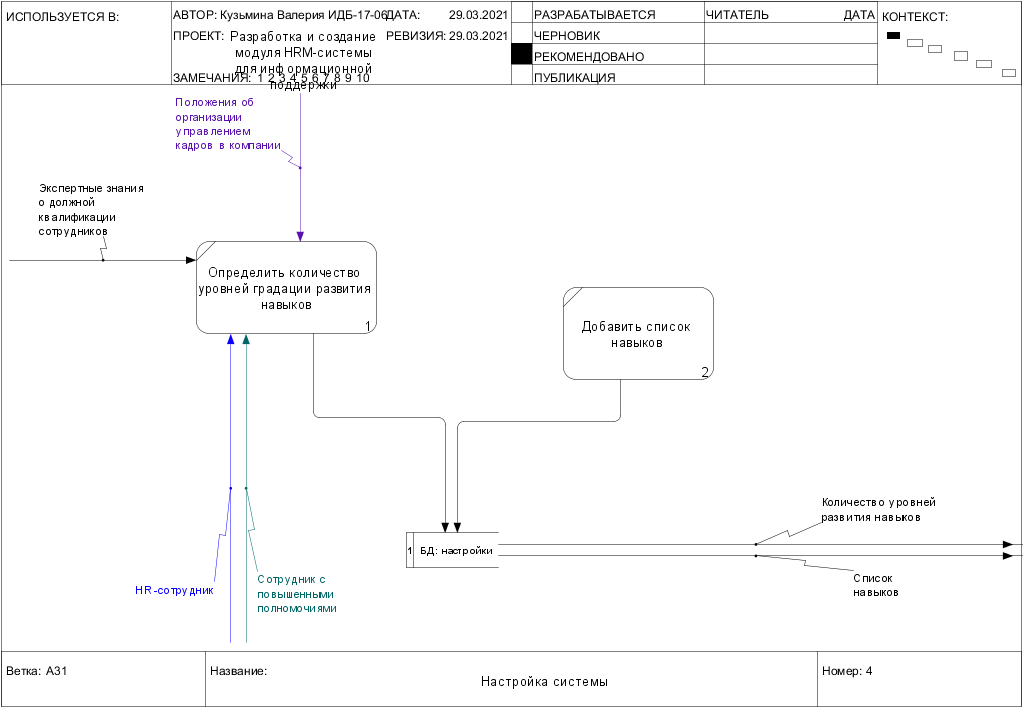 ИСПОЛЬЗУЕТСЯ В:
АВТОР: Кузьмина Валерия ИДБ-17-06
ДАТА: 29.03.2021
ПРОЕКТ: Разработка и создание
модуля HRM-системы
для информационной
поддержки
РЕВИЗИЯ: 29.03.2021
ЗАМЕЧАНИЯ: 1 2 3 4 5 6 7 8 9 10
РАЗРАБАТЫВАЕТСЯ
ЧЕРНОВИК
РЕКОМЕНДОВАНО
ПУБЛИКАЦИЯ
ЧИТАТЕЛЬ ДАТА
КОНТЕКСТ:
Положения об
организации
управлением
кадров в компании
Экспертные знания
о должной
квалификации
сотрудников
Определить количество
уровней градации развития
навыков
1
Добавить список
навыков
2
1 БД: настройки
Количество уровней
развития навыков
Список
навыков
HR-сотрудник
Сотрудник с
повышенными
полномочиями
Ветка: A31
Название:
Настройка системы
Номер: 4